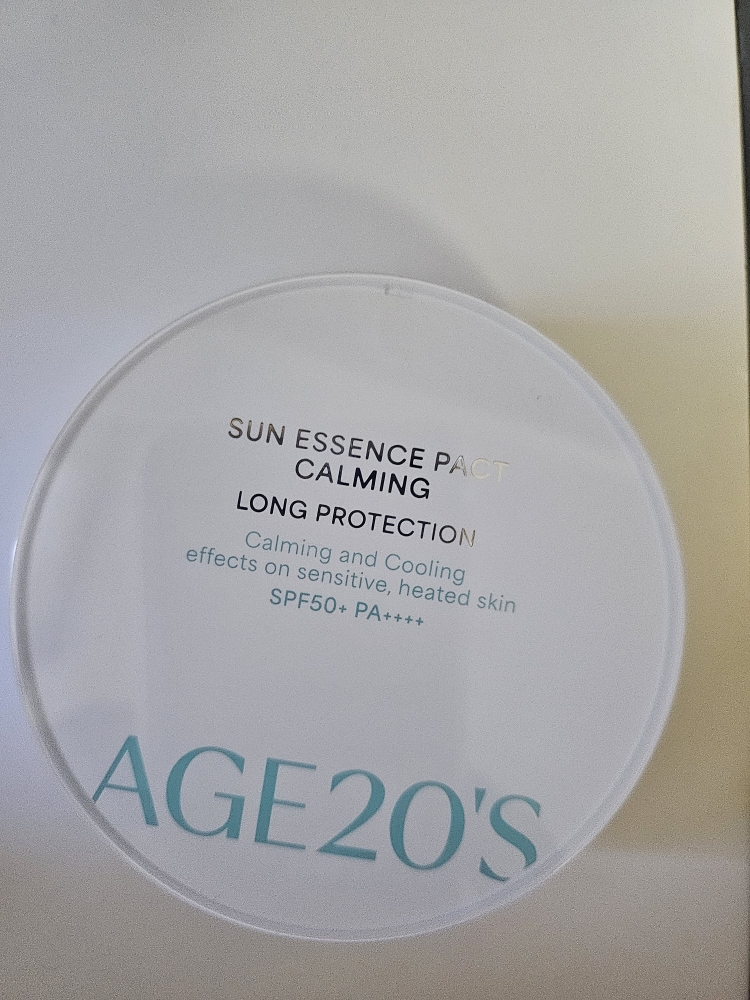 SUN ESSENCE PACT
CALMING
LONG PROTECTION
Calming and Cooling
effects on sensitive, heated skin
SPF50+ PA++++
AGE20'S